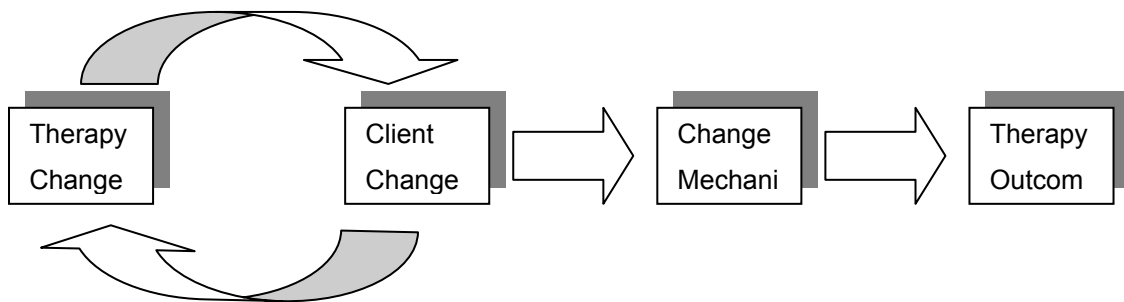 Therapy
Change
Client
Change
Change
Mechani
Therapy
Outcom